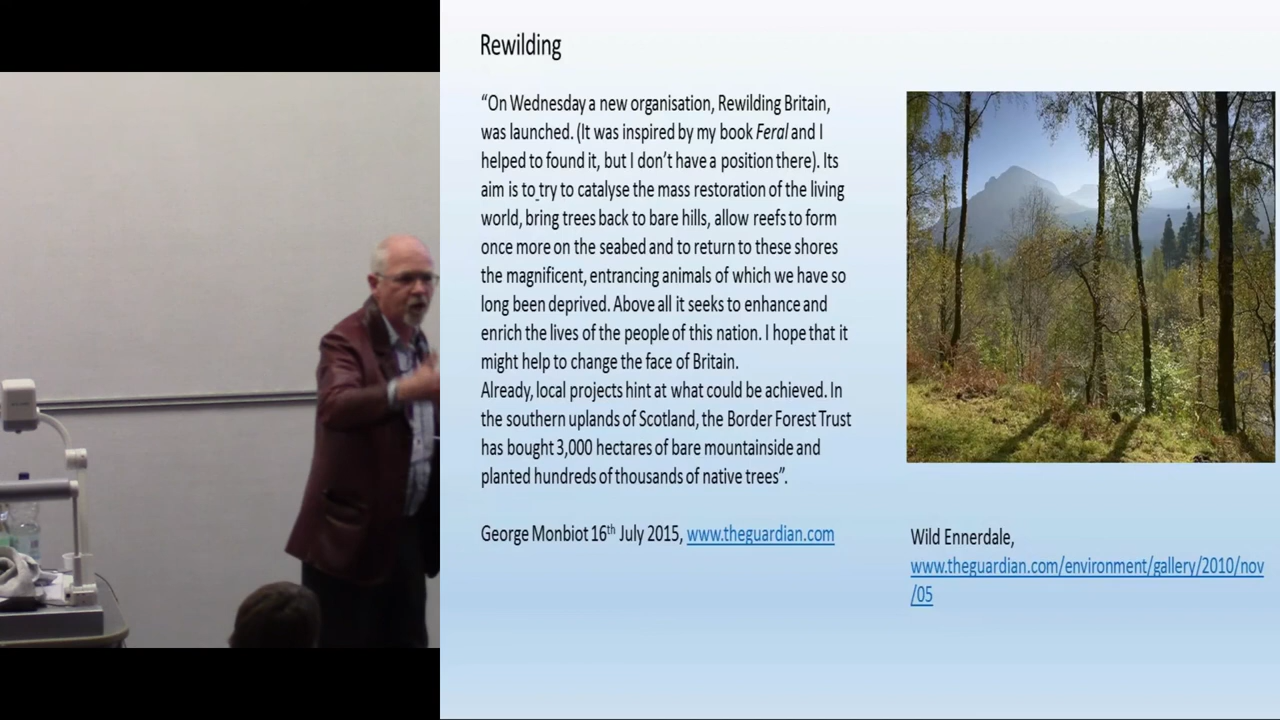 Rewilding
“On Wednesday a new organisation, Rewilding Britain,
was launched. (It was inspired by my book Feral and I
helped to found it, but I don’t have a position there). Its
aim is to try to catalyse the mass restoration of the living
world, bring trees back to bare hills, allow reefs to form
once more on the seabed and to return to these shores
the magnificent, entrancing animals of which we have so
long been deprived. Above all it seeks to enhance and
enrich the lives of the people of this nation. I hope that it
might help to change the face of Britain.
Already, local projects hint at what could be achieved. In
the southern uplands of Scotland, the Border Forest Trust
has bought 3,000 hectares of bare mountainside and
planted hundreds of thousands of native trees”.
George Monbiot 16th July 2015, www.theguardian.com
Wild Ennerdale,
www.theguardian.com/environment/gallery/2010/nov
/05